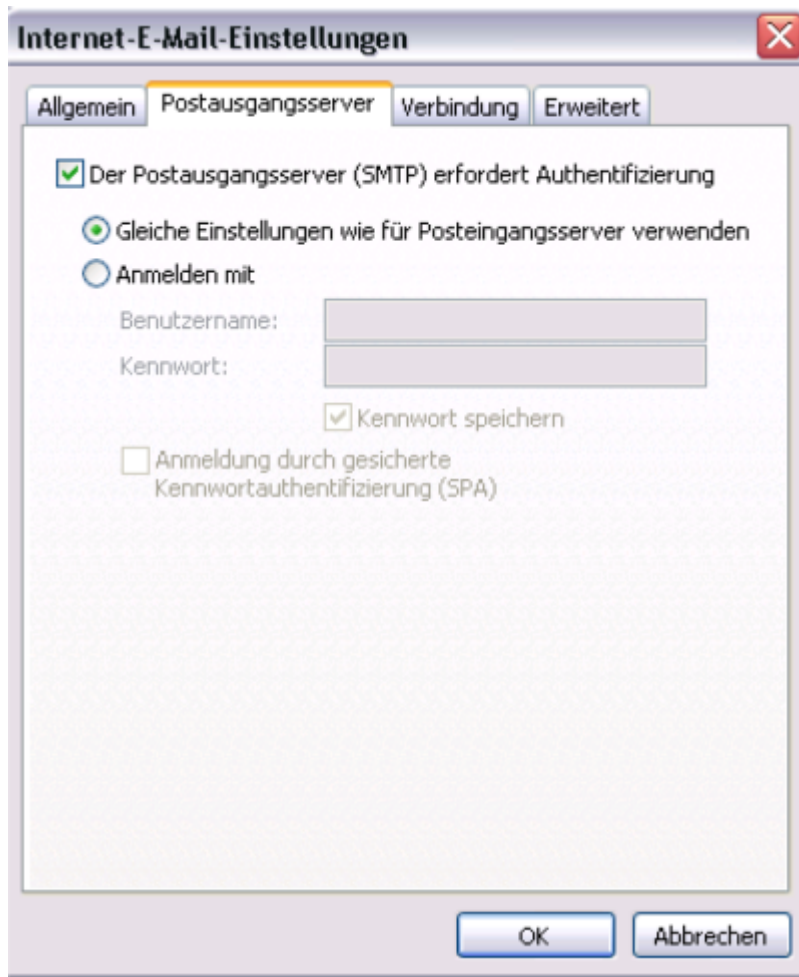 Internet-E-Mail-Einstellungen
Allgemein Postausgangsserver Verbindung Erweitert
Der Postausgangsserver (SMTP) erfordert Authentifizierung
Gleiche Einstellungen wie für Posteingangsserver verwenden
Anmelden mit
Benutzername:
Kennwort:
Kennwort speichern
Anmeldung durch gesicherte
Kennwortauthentifizierung (SPA)
OK Abbrechen